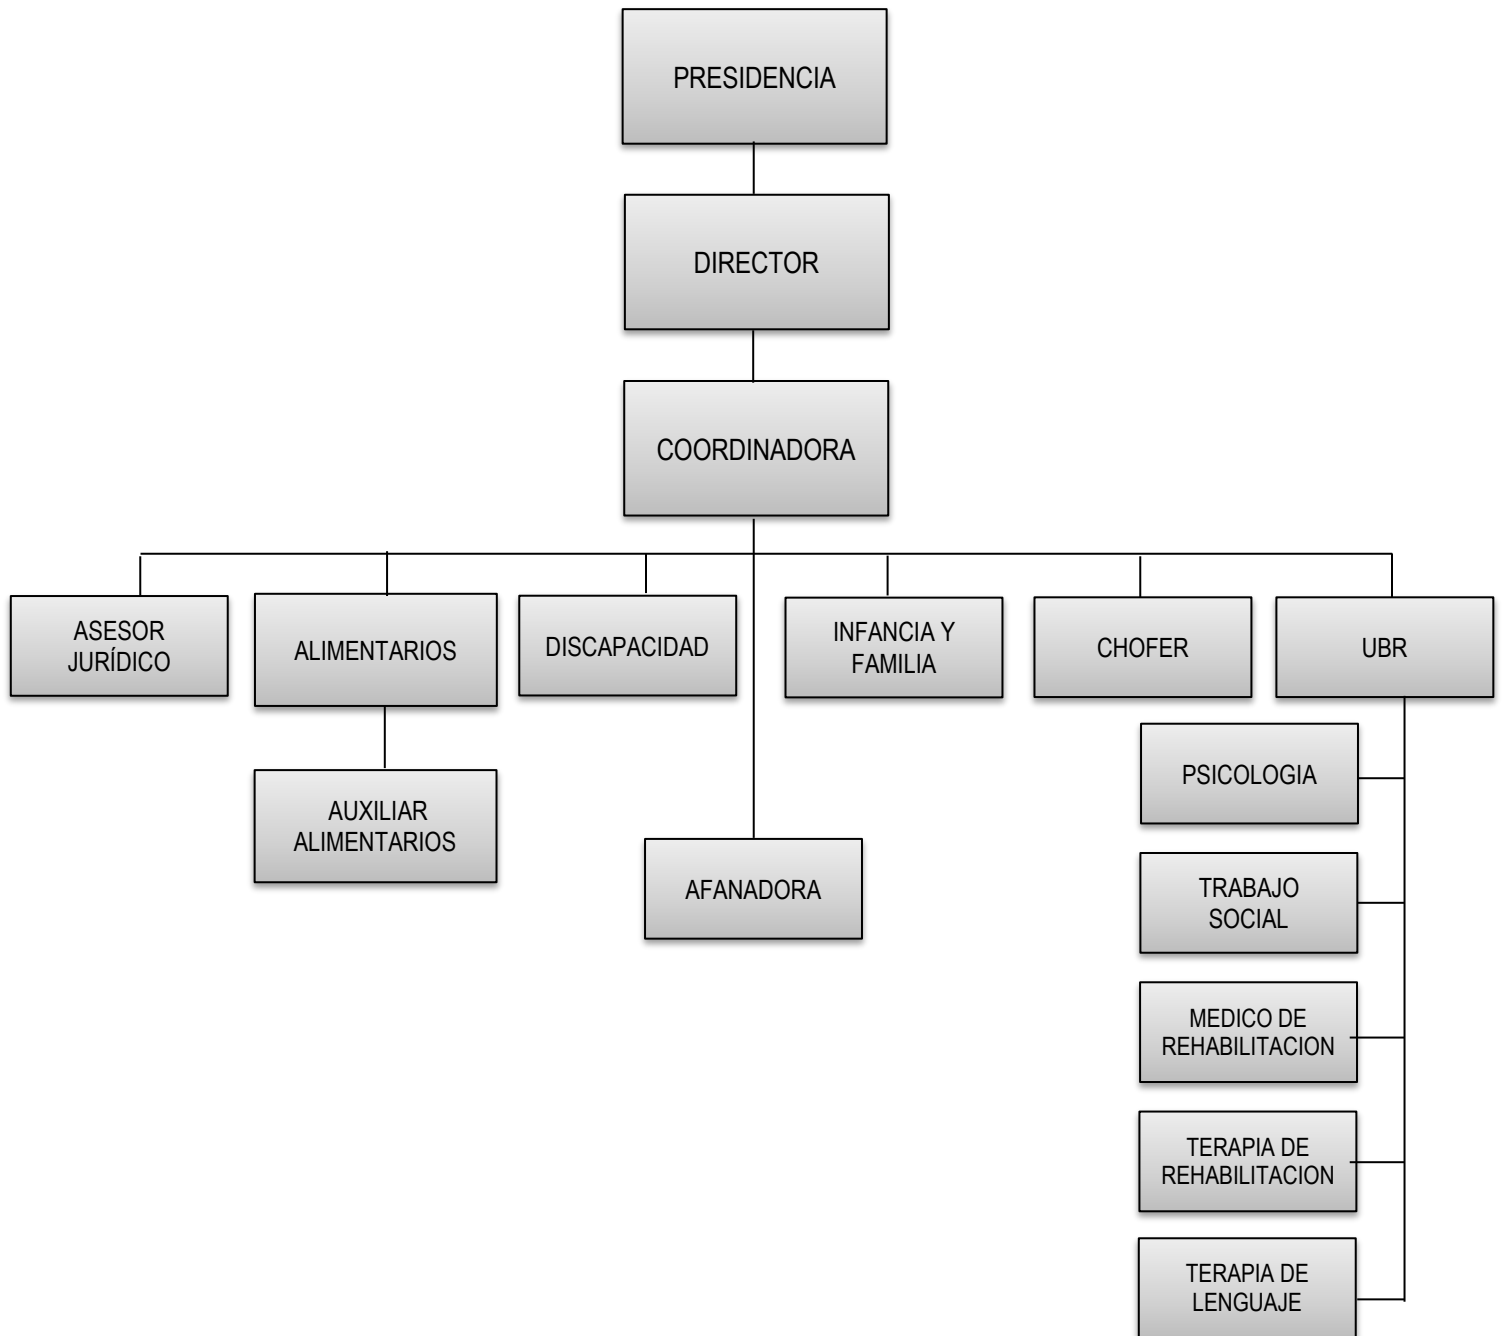 PRESIDENCIA
DIRECTOR
COORDINADORA
ASESOR
JURÍDICO
ALIMENTARIOS
DISCAPACIDAD
INFANCIA Y
FAMILIA
CHOFER
UBR
PSICOLOGIA
AUXILIAR
ALIMENTARIOS
AFANADORA
TRABAJO
SOCIAL
MEDICO DE
REHABILITACION
TERAPIA DE
REHABILITACION
TERAPIA DE
LENGUAJE